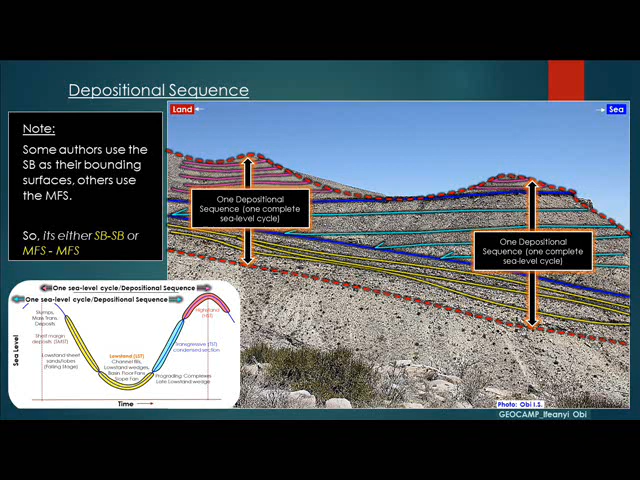 Depositional Sequence
Land
Sea
Note:
Some authors use the
SB as their bounding
surfaces, others use
the MFS.
So, its either SB-SB or
MFS - MFS
One Depositional
Sequence (one complete
sea-level cycle)
One Depositional
Sequence (one complete
sea-level cycle)
One sea-level cycle/Depositional Sequence
One sea-level cycle/Depositional Sequence
Slumps,
Mass Trans.
Deposits
Highstand
(HST)
Shelf margin
deposits (SMST)
Transgressive (TST)
condensed section
Lowstand sheet
sands/lobes
(Falling Stage)
Lowstand (LST)
Channel fills,
Lowstand wedges,
Basin Floor Fans,
Slope Fan
Prograding Complexes
Late Lowstand wedge
Sea Level
Time
Photo: Obi I.S.
GEOCAMP_Ifeanyi Obi